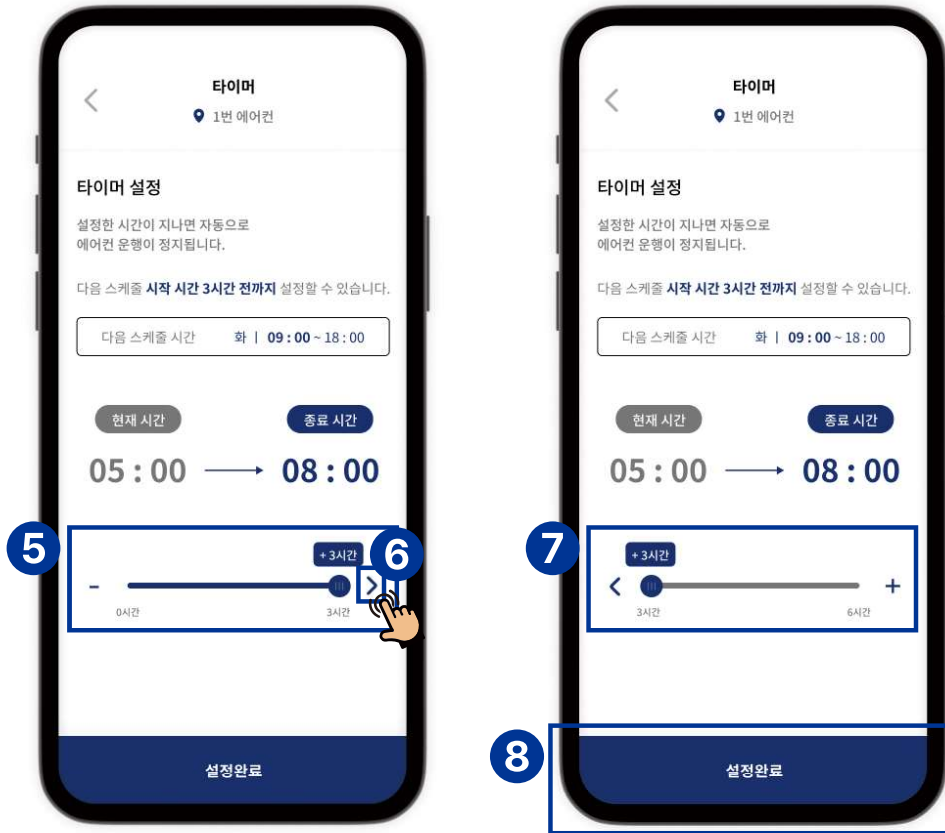 타이머
1번 에어컨
타이머 설정
설정한 시간이 지나면 자동으로
에어컨 운행이 정지됩니다.
다음 스케줄 시작 시간 3시간 전까지 설정할 수 있습니다.
다음 스케줄 시간 화 | 09 : 00 ~ 18 : 00
현재 시간 종료 시간
05 : 00 → 08 : 00
5
+ 3시간
6
- >
0시간 3시간
설정완료
타이머
1번 에어컨
타이머 설정
설정한 시간이 지나면 자동으로
에어컨 운행이 정지됩니다.
다음 스케줄 시작 시간 3시간 전까지 설정할 수 있습니다.
다음 스케줄 시간 화 | 09 : 00 ~ 18 : 00
현재 시간 종료 시간
05 : 00 → 08 : 00
7
+ 3시간
< +
3시간 6시간
8
설정완료